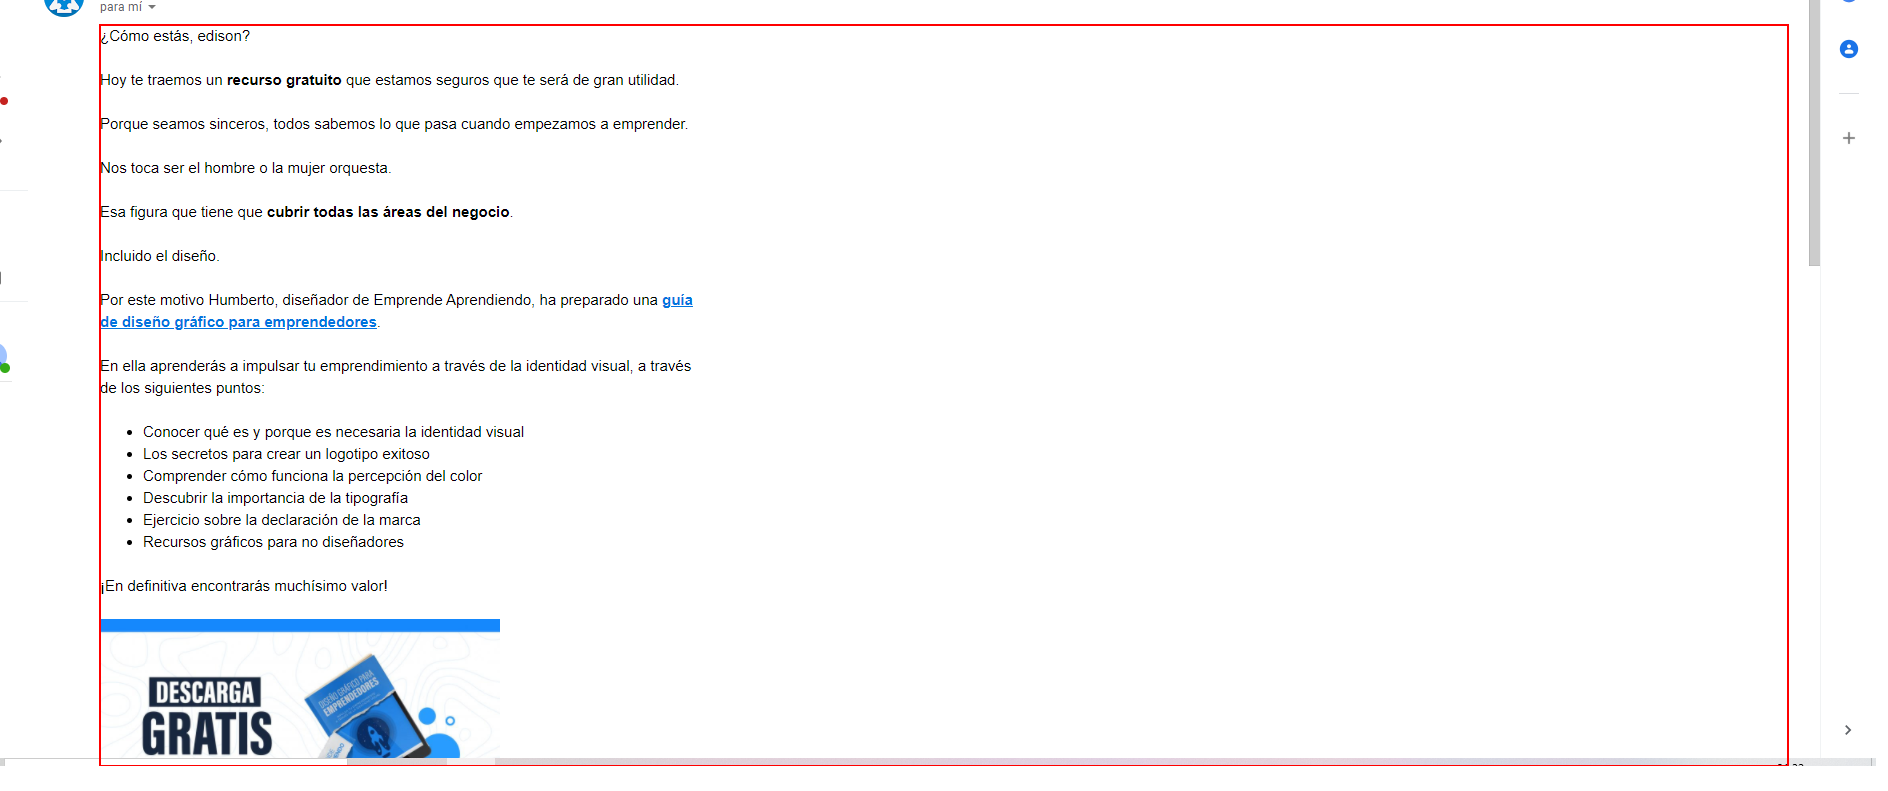 para mí
¿Cómo estás, edison?
Hoy te traemos un recurso gratuito que estamos seguros que te será de gran utilidad.
Porque seamos sinceros, todos sabemos lo que pasa cuando empezamos a emprender.
Nos toca ser el hombre o la mujer orquesta.
Esa figura que tiene que cubrir todas las áreas del negocio.
Incluido el diseño.
Por este motivo Humberto, diseñador de Emprende Aprendiendo, ha preparado una guía
de diseño gráfico para emprendedores.
En ella aprenderás a impulsar tu emprendimiento a través de la identidad visual, a través
de los siguientes puntos:
• Conocer qué es y porque es necesaria la identidad visual
• Los secretos para crear un logotipo exitoso
• Comprender cómo funciona la percepción del color
• Descubrir la importancia de la tipografía
• Ejercicio sobre la declaración de la marca
• Recursos gráficos para no diseñadores
¡En definitiva encontrarás muchísimo valor!
DESCARGA
GRATIS
DISEÑO GRÁFICO PARA
EMPRENDEDORES